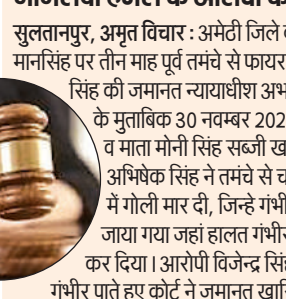 सुलतानपुर, अमृत विचार : अमेठी जिले
मानसिंह पर तीन माह पूर्व तमंचे से फायर
सिंह की जमानत न्यायाधीश अभ
के मुताबिक 30 नवम्बर 202
व माता मोनी सिंह सब्जी ख
अभिषेक सिंह ने तमंचे से च
में गोली मार दी, जिन्हे गंभी
जाया गया जहां हालत गंभीर
कर दिया। आरोपी विजेन्द्र सिंह
गंभीर पाते हुए कोर्ट ने जमानत खारि